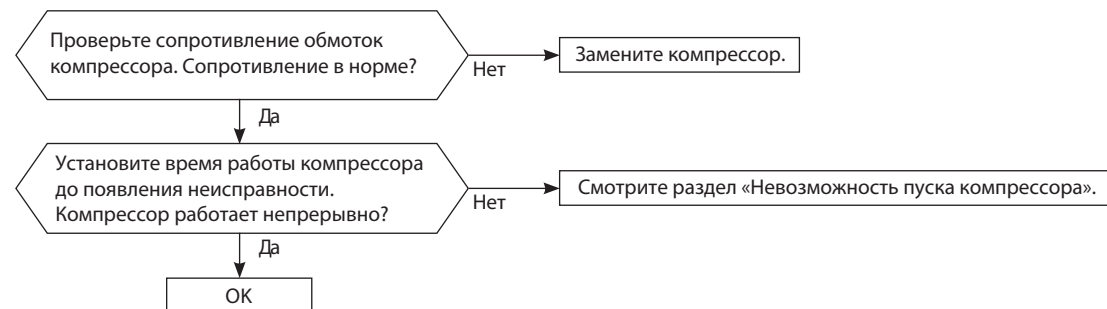 Проверьте сопротивление обмоток
компрессора. Сопротивление в норме?
Нет
Замените компрессор.
Да
Установите время работы компрессора
до появления неисправности.
Компрессор работает непрерывно?
Нет
Смотрите раздел «Невозможность пуска компрессора».
Да
OK